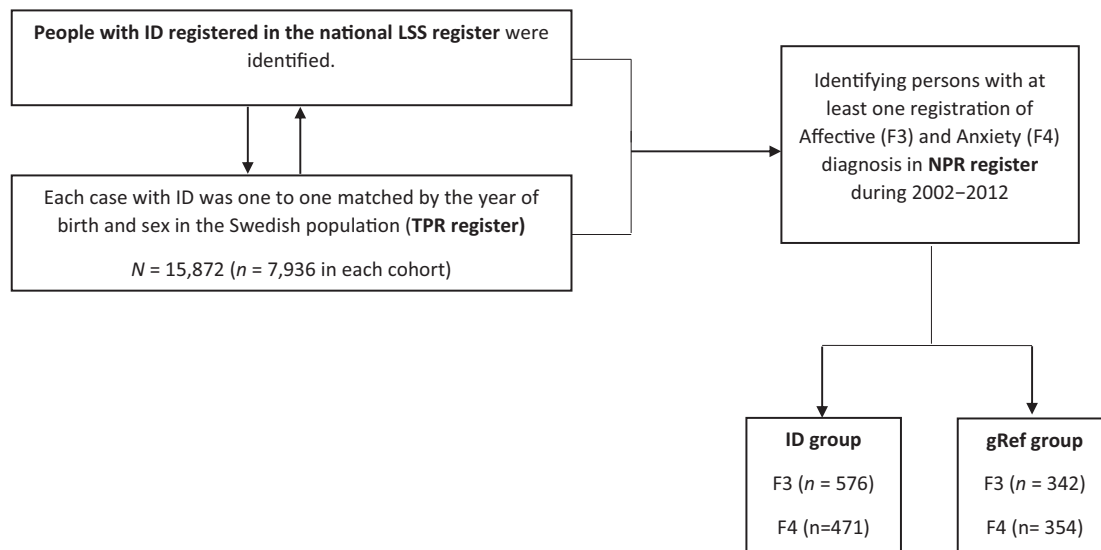 People with ID registered in the national LSS register were
identified.
Each case with ID was one to one matched by the year of
birth and sex in the Swedish population (TPR register)
N = 15,872 (n = 7,936 in each cohort)
Identifying persons with at
least one registration of
Affective (F3) and Anxiety (F4)
diagnosis in NPR register
during 2002–2012
ID group
F3 (n = 576)
F4 (n=471)
gRef group
F3 (n = 342)
F4 (n= 354)